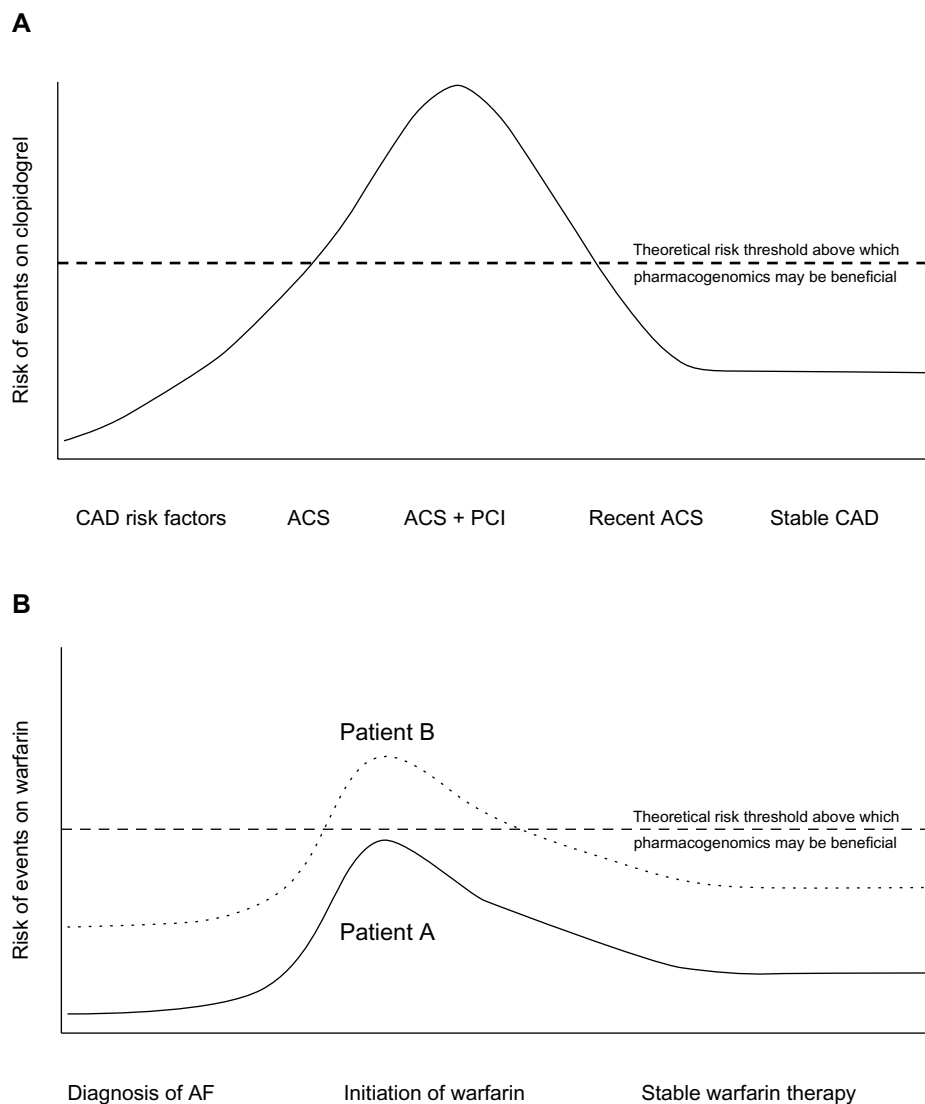 A
Risk of events on clopidogrel
Theoretical risk threshold above which
pharmacogenomics may be beneficial
CAD risk factors ACS ACS + PCI Recent ACS Stable CAD
B
Risk of events on warfarin
Patient B
Theoretical risk threshold above which
pharmacogenomics may be beneficial
Patient A
Diagnosis of AF Initiation of warfarin Stable warfarin therapy